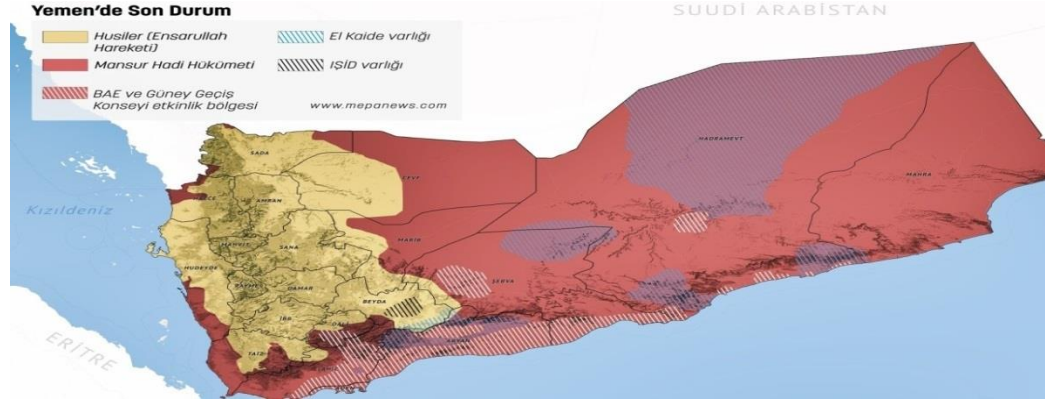 Yemen'de Son Durum
SUUDİ ARABİSTAN
Husiler (Ensarullah
Hareketi)
El Kaide varlığı
Mansur Hadi Hükümeti
IŞİD varlığı
BAE ve Güney Geçiş
Konseyi etkinlik bölgesi
www.mepanews.com
Kızıldeniz
ERİTRE
SADA
HADRAMEVT
CEVF
MAHRA
AMRAN
MAHVİT
SANA
MARİB
HUDEYDE
ŞEBVA
RAYMEH
DAMAR
BEYDA
İBB
TAİZ